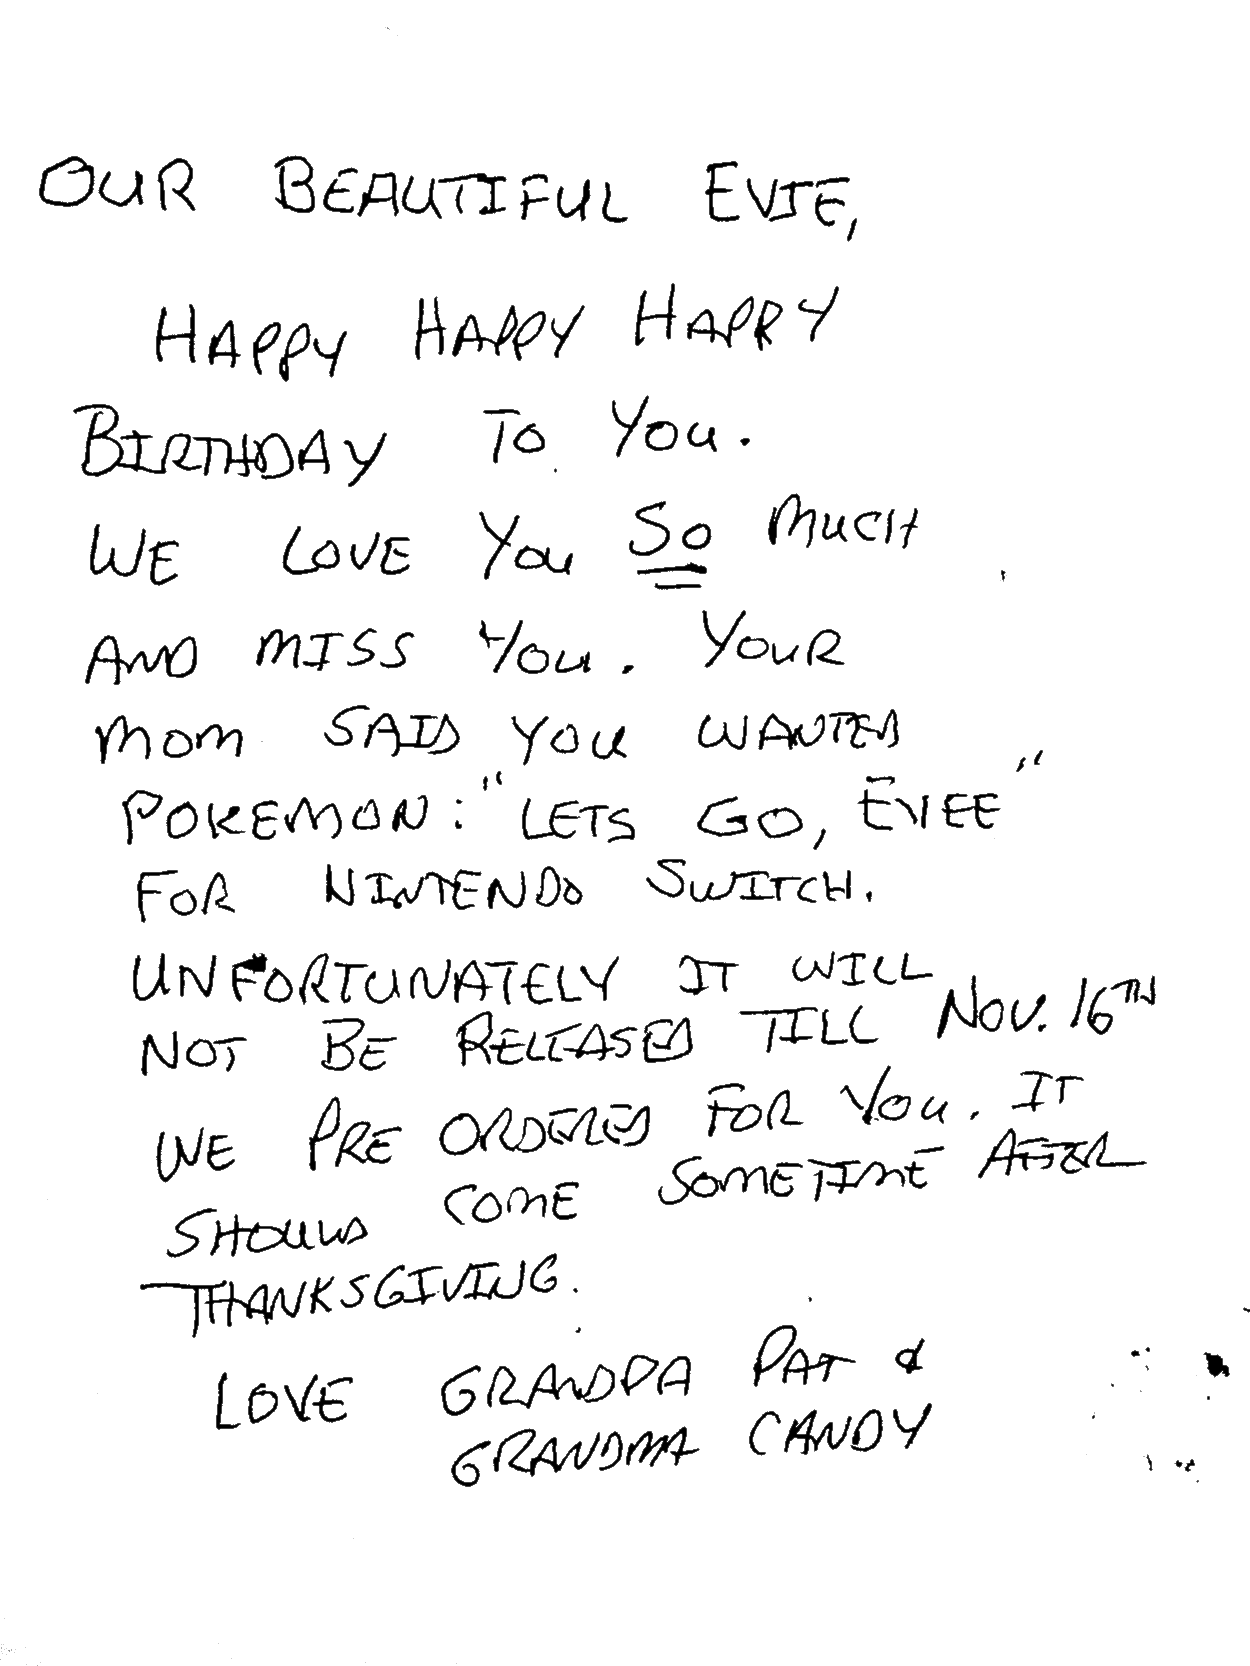 OUR BEAUTIFUL EVIE,
HAPPY HAPPY HAPPY
BIRTHDAY TO YOU.
WE LOVE YOU SO MUCH
AND MISS YOU. YOUR
MOM SAID YOU WANTED
POKEMON: "LETS GO, EVEE"
FOR NINTENDO SWITCH.
UNFORTUNATELY IT WILL
NOT BE RELEASED TILL NOV. 16TH
WE PRE ORDERED FOR YOU. IT
SHOULD COME SOMETIME AFTER
THANKSGIVING.
LOVE GRANDPA PAT &
GRANDMA CANDY